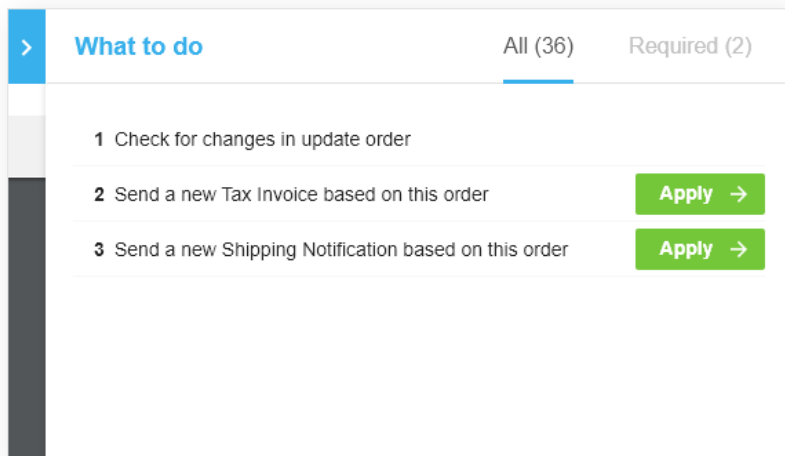 What to do
All (36)
Required (2)
1 Check for changes in update order
2 Send a new Tax Invoice based on this order
Apply →
3 Send a new Shipping Notification based on this order
Apply →